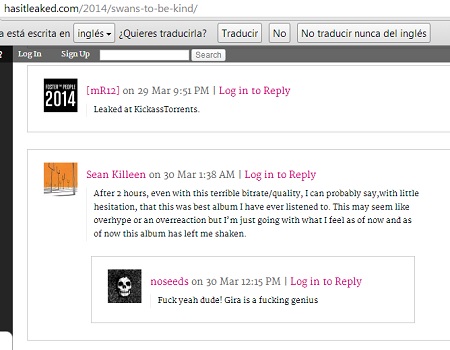 hasitleaked.com/2014/swans-to-be-kind/
a está escrita en inglés ¿Quieres traducirla? Traducir No No traducir nunca del inglés
? Log In Sign Up Search
FOSTER THE PEOPLE
2014
[mR12] on 29 Mar 9:51 PM | Log in to Reply
Leaked at KickassTorrents.
Sean Killeen on 30 Mar 1:38 AM | Log in to Reply
After 2 hours, even with this terrible bitrate/quality, I can probably say,with little
hesitation, that this was best album I have ever listened to. This may seem like
overhype or an overreaction but I'm just going with what I feel as of now and as
of now this album has left me shaken.
noseeds on 30 Mar 12:15 PM | Log in to Reply
Fuck yeah dude! Gira is a fucking genius